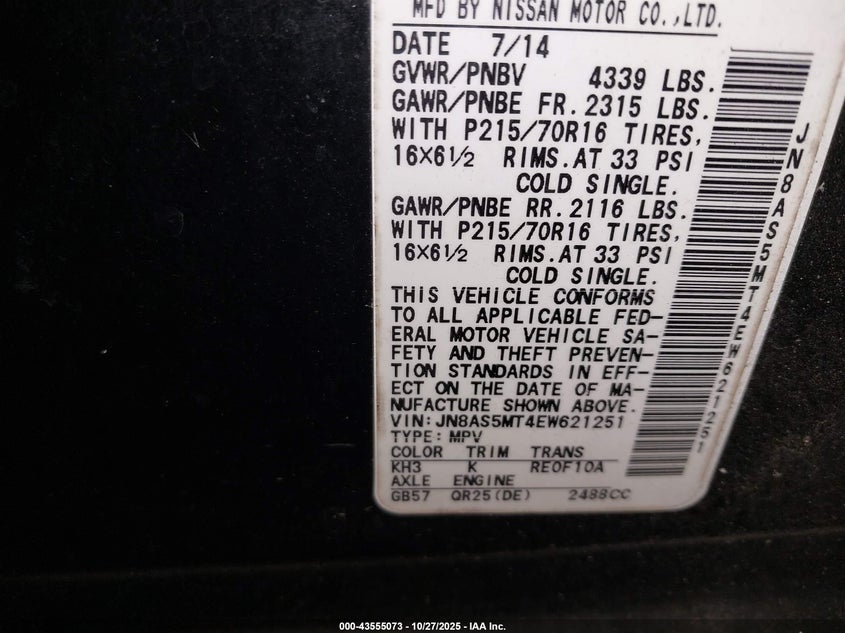 MFD BY NISSAN MOTOR CO.,LTD.
DATE 7/14
GVWR/PNBV 4339 LBS.
GAWR/PNBE FR. 2315 LBS.
WITH P215/70R16 TIRES,
16X6½ RIMS. AT 33 PSI
COLD SINGLE.
GAWR/PNBE RR. 2116 LBS.
WITH P215/70R16 TIRES,
16X6½ RIMS. AT 33 PSI
COLD SINGLE.
THIS VEHICLE CONFORMS
TO ALL APPLICABLE FED-
ERAL MOTOR VEHICLE SA-
FETY AND THEFT PREVEN-
TION STANDARDS IN EFF-
ECT ON THE DATE OF MA-
NUFACTURE SHOWN ABOVE.
VIN: JN8AS5MT4EW621251
TYPE: MPV
COLOR TRIM TRANS
KH3 K RE0F10A
AXLE ENGINE
GB57 QR25(DE) 2488CC
JN8AS5MT4EW621251
000-43555073 - 10/27/2025 - IAA Inc.